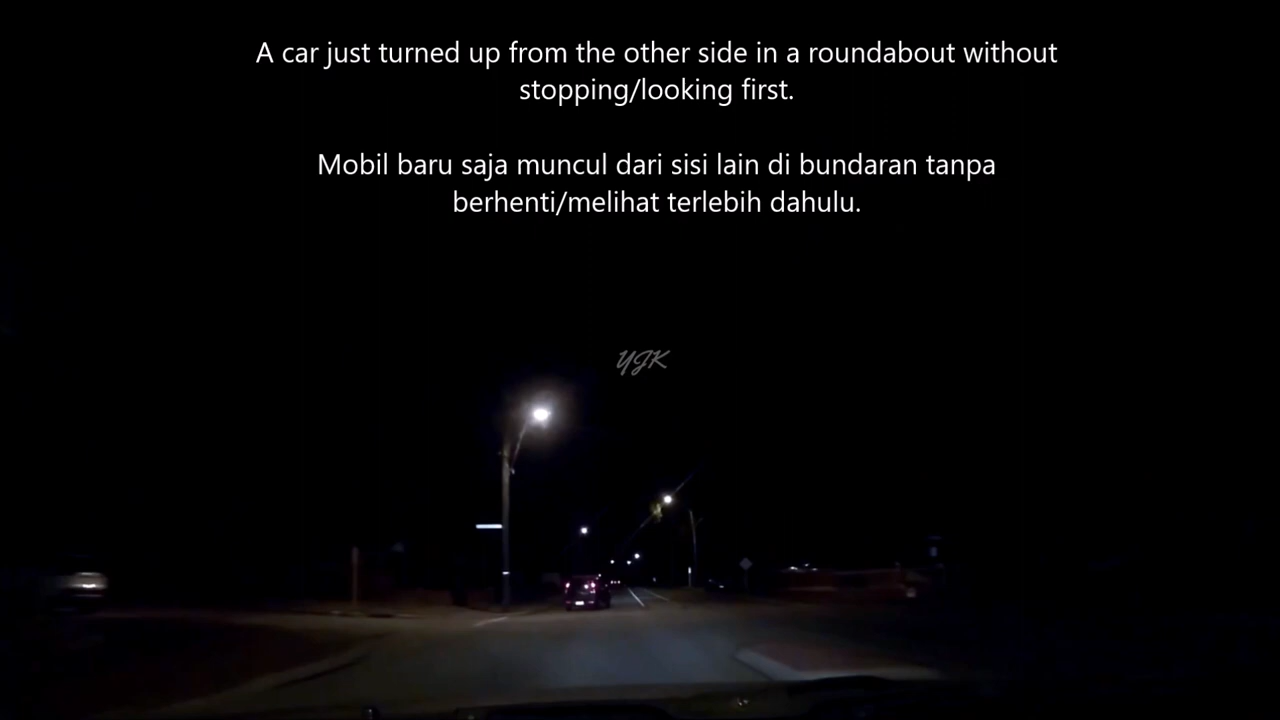 A car just turned up from the other side in a roundabout without
stopping/looking first.
Mobil baru saja muncul dari sisi lain di bundaran tanpa
berhenti/melihat terlebih dahulu.
YJK